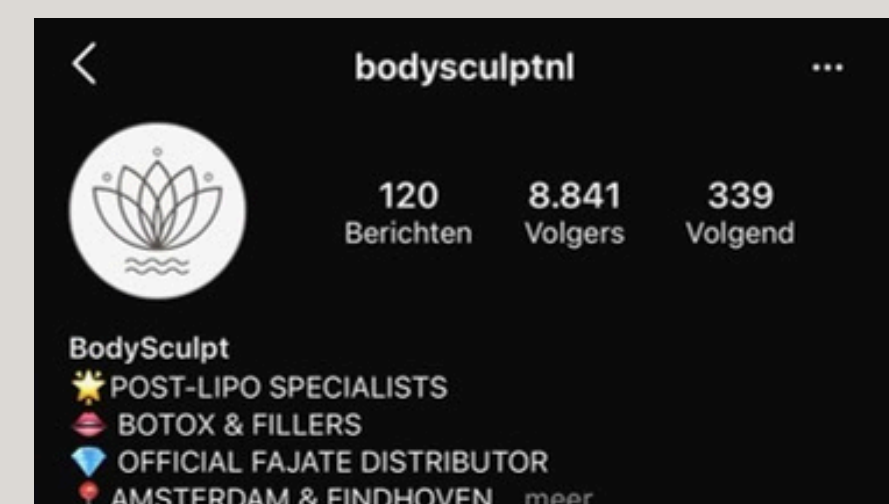 bodysculptnl
120 8.841 339
Berichten Volgers Volgend
BodySculpt
🌟POST-LIPO SPECIALISTS
👄 BOTOX & FILLERS
💎 OFFICIAL FAJATE DISTRIBUTOR
📍AMSTERDAM & EINDHOVEN... meer